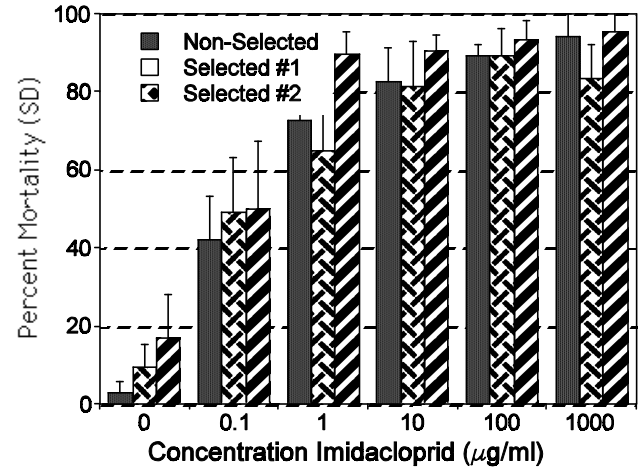 100
80
60
40
20
0
Percent Mortality (SD)
Non-Selected
Selected #1
Selected #2
0 0.1 1 10 100 1000
Concentration Imidacloprid (μg/ml)